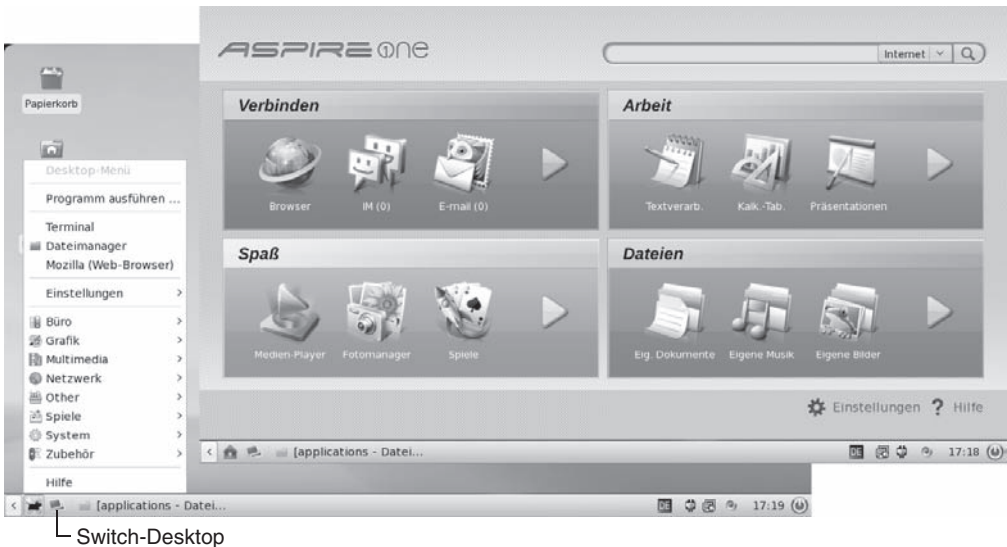 ASPIRE one
Internet
Papierkorb
Desktop-Menü
Programm ausführen ...
Terminal
Dateimanager
Mozilla (Web-Browser)
Einstellungen
Büro
Grafik
Multimedia
Netzwerk
Other
Spiele
System
Zubehör
Hilfe
Verbinden
Browser
IM (0)
E-mail (0)
Arbeit
Textverarb.
Kalk.-Tab.
Präsentationen
Spaß
Medien-Player
Fotomanager
Spiele
Dateien
Eig. Dokumente
Eigene Musik
Eigene Bilder
Einstellungen
? Hilfe
[applications - Datei...
DE
17:18
[applications - Datei...
DE
17:19
Switch-Desktop